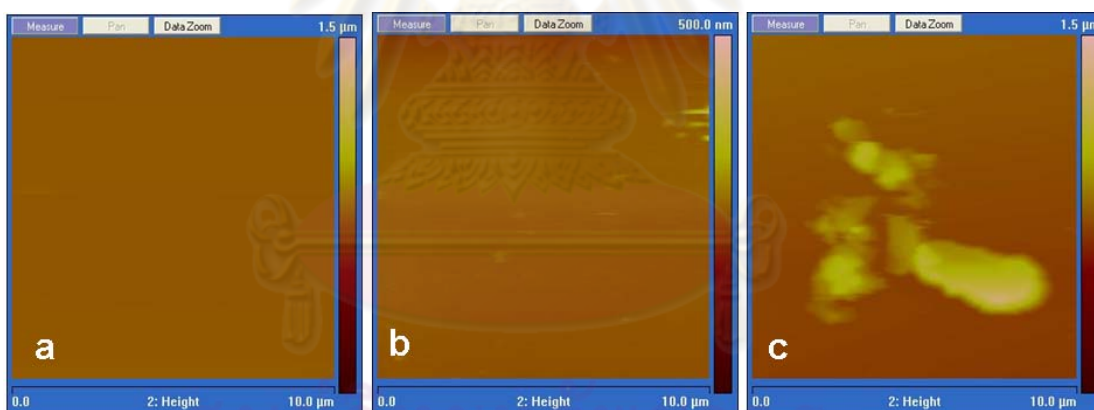 Measure Pan Data Zoom 1.5 µm
a
0.0 2: Height 10.0 µm
Measure Pan Data Zoom 500.0 nm
b
0.0 2: Height 10.0 µm
Measure Pan Data Zoom 1.5 µm
c
0.0 2: Height 10.0 µm